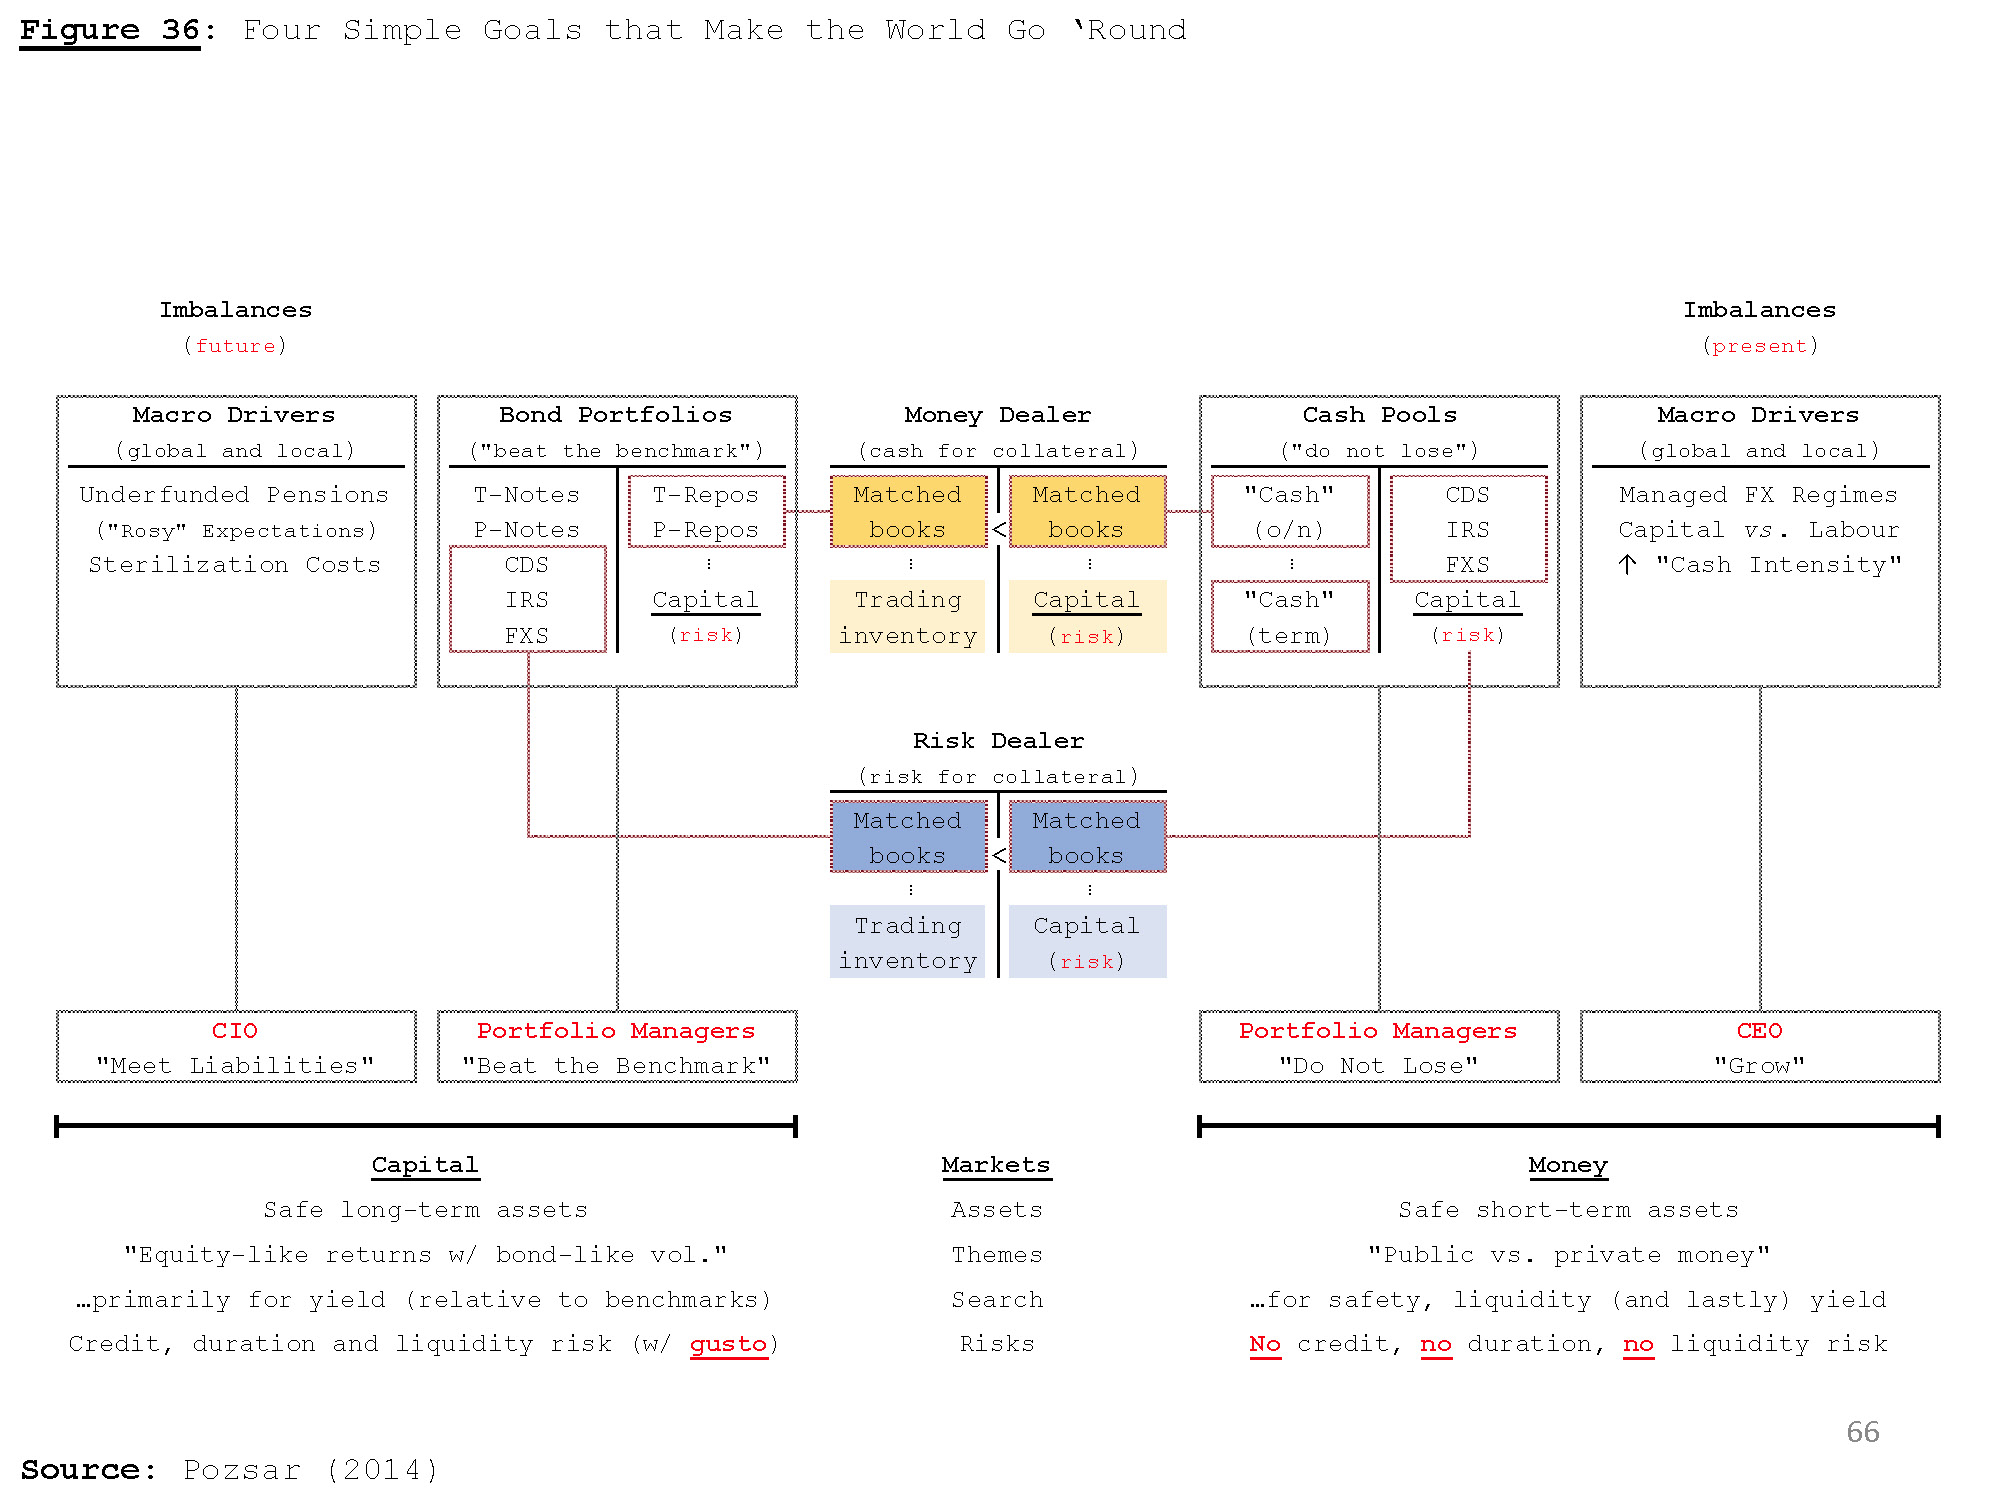 Figure 36: Four Simple Goals that Make the World Go ‘Round
Imbalances
(future)
Imbalances
(present)
Macro Drivers
(global and local)
Underfunded Pensions
("Rosy" Expectations)
Sterilization Costs
Bond Portfolios
("beat the benchmark")
T-Notes
P-Notes
CDS
IRS
FXS
T-Repos
P-Repos
⋮
Capital
(risk)
Money Dealer
(cash for collateral)
Matched
books
⋮
Trading
inventory
<
Matched
books
⋮
Capital
(risk)
Cash Pools
("do not lose")
"Cash"
(o/n)
⋮
"Cash"
(term)
CDS
IRS
FXS
Capital
(risk)
Macro Drivers
(global and local)
Managed FX Regimes
Capital vs. Labour
↑ "Cash Intensity"
Risk Dealer
(risk for collateral)
Matched
books
⋮
Trading
inventory
<
Matched
books
⋮
Capital
(risk)
CIO
"Meet Liabilities"
Portfolio Managers
"Beat the Benchmark"
Portfolio Managers
"Do Not Lose"
CEO
"Grow"
Capital
Safe long-term assets
"Equity-like returns w/ bond-like vol."
…primarily for yield (relative to benchmarks)
Credit, duration and liquidity risk (w/ gusto)
Markets
Assets
Themes
Search
Risks
Money
Safe short-term assets
"Public vs. private money"
…for safety, liquidity (and lastly) yield
No credit, no duration, no liquidity risk
66
Source: Pozsar (2014)